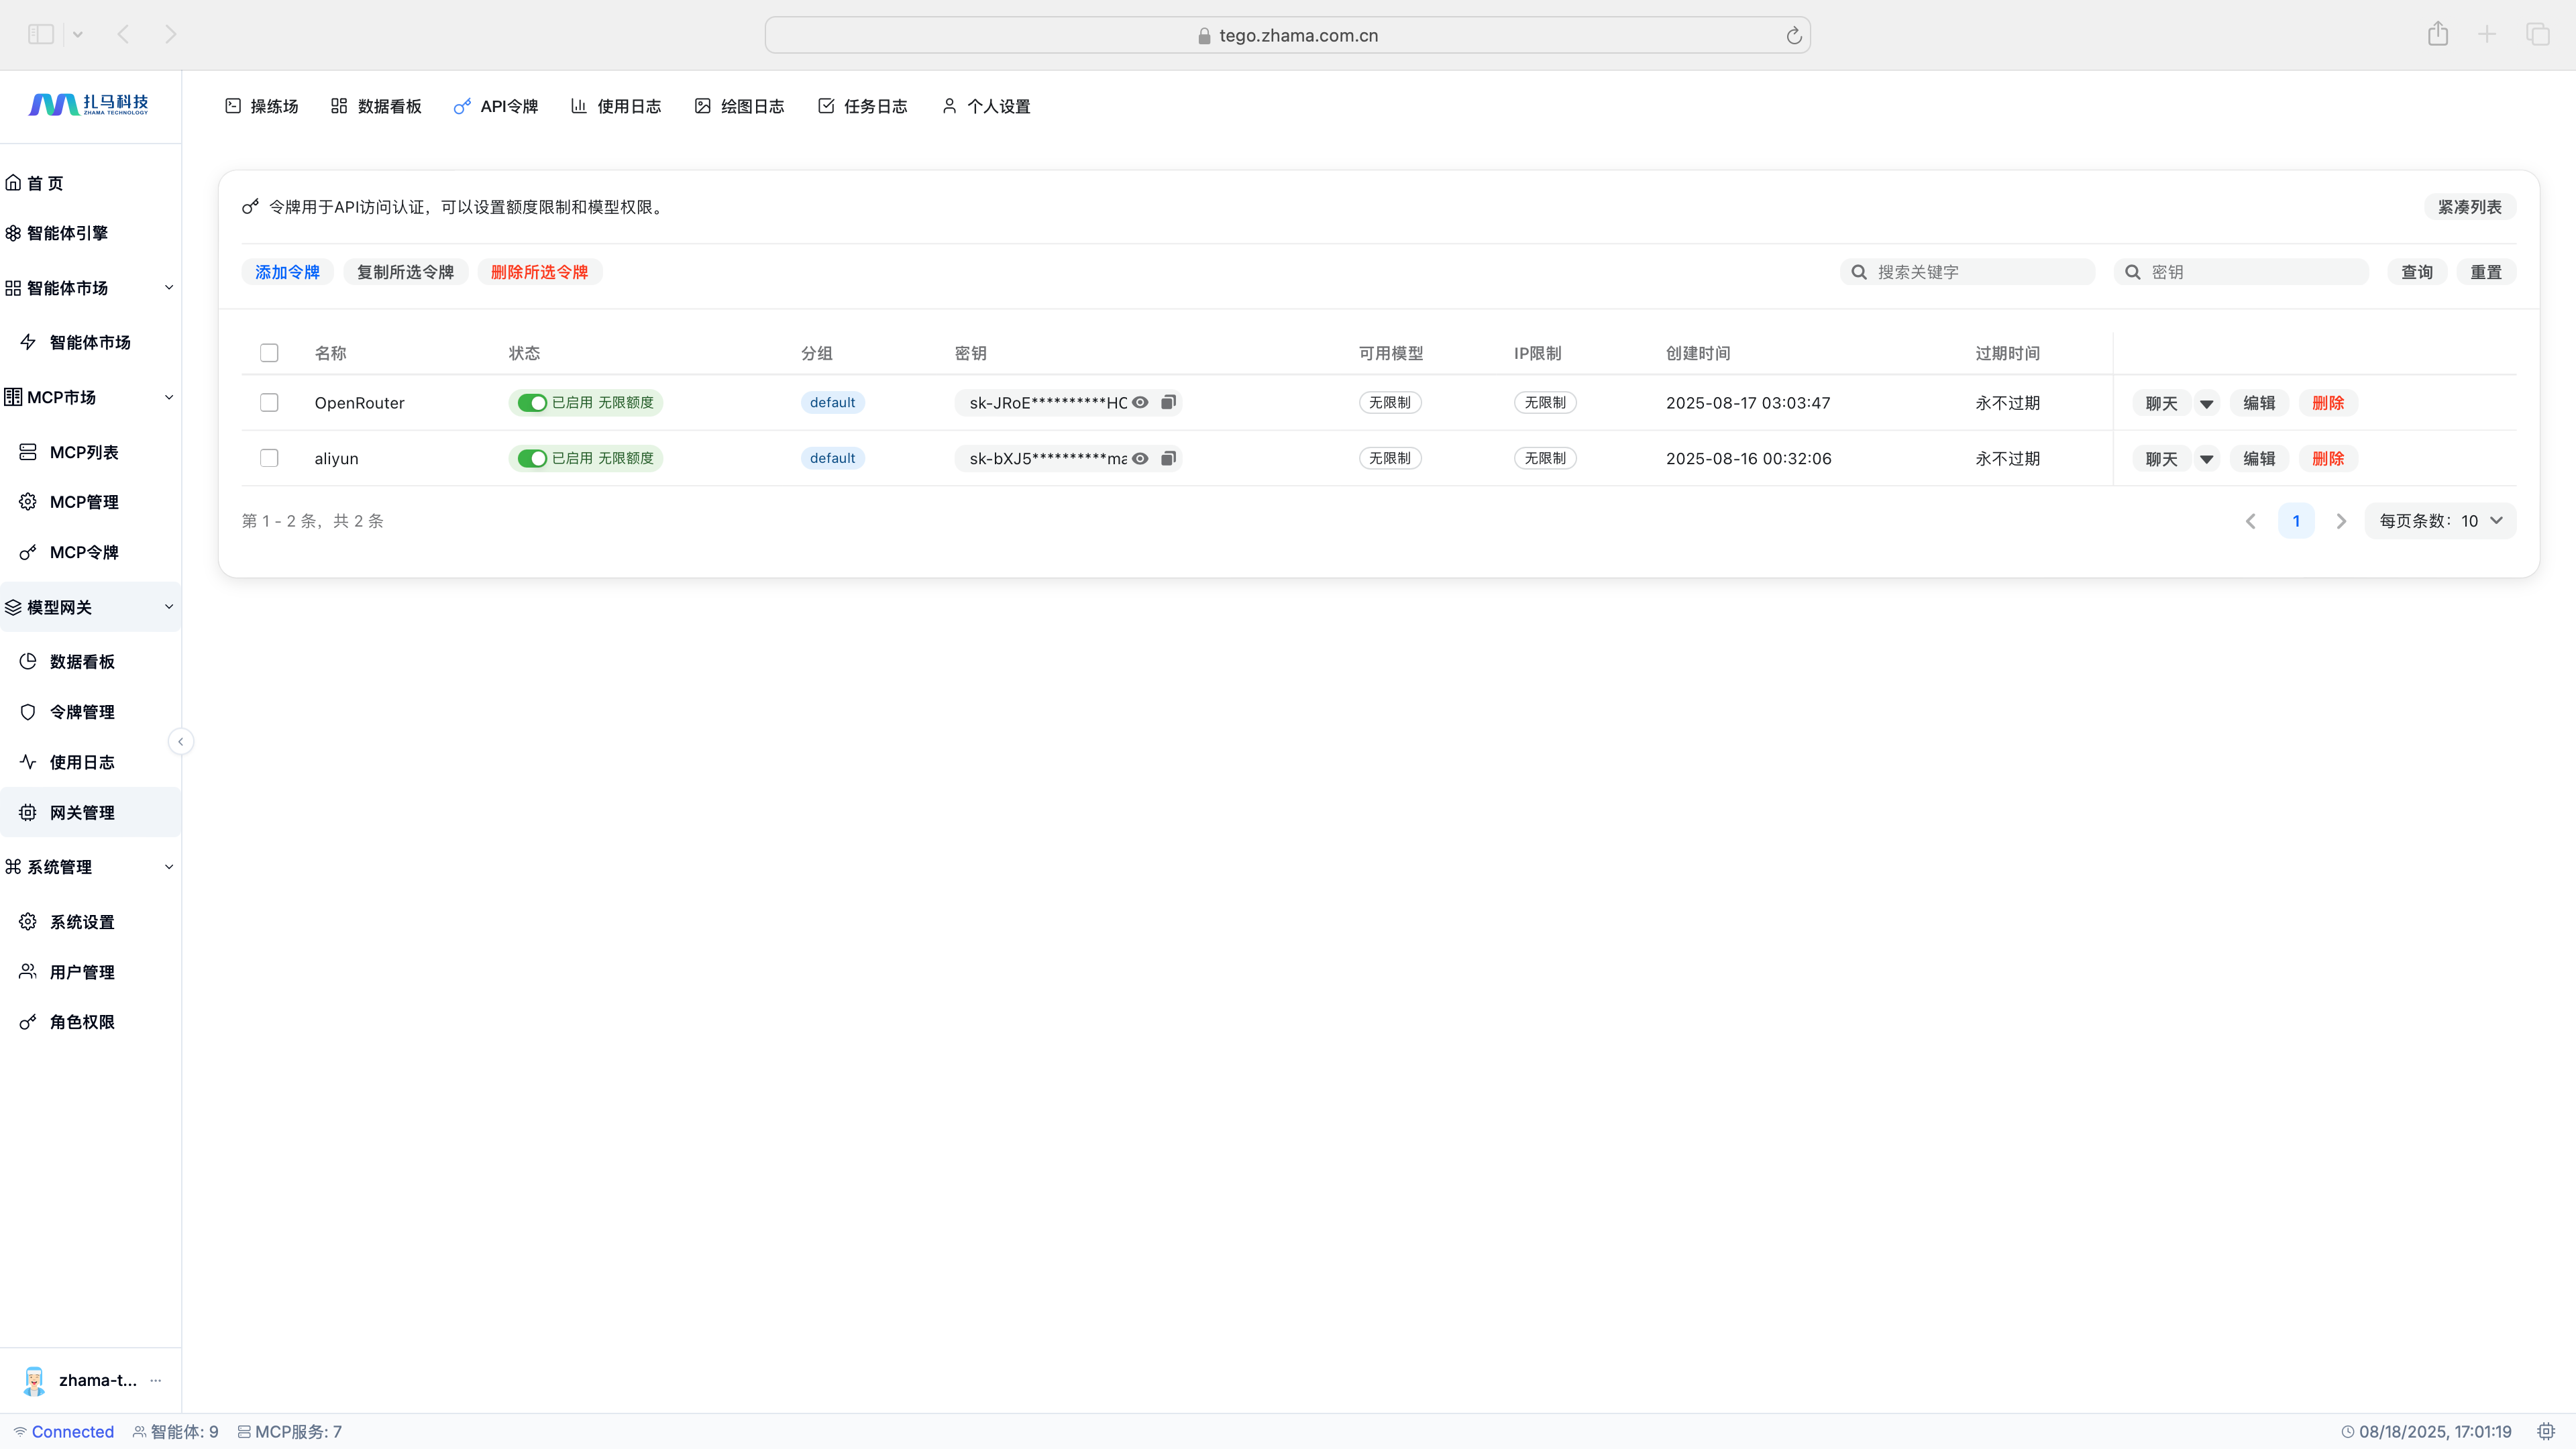 tego.zhama.com.cn
扎马科技
ZHAMA TECHNOLOGY
操练场 数据看板 API令牌 使用日志 绘图日志 任务日志 个人设置
首 页
智能体引擎
智能体市场
智能体市场
MCP市场
MCP列表
MCP管理
MCP令牌
模型网关
数据看板
令牌管理
使用日志
网关管理
系统管理
系统设置
用户管理
角色权限
zhama-t... ...
令牌用于API访问认证，可以设置额度限制和模型权限。 紧凑列表
添加令牌 复制所选令牌 删除所选令牌 搜索关键字 密钥 查询 重置
名称 状态 分组 密钥 可用模型 IP限制 创建时间 过期时间
OpenRouter 已启用 无限额度 default sk-JRoE**********HC 无限制 无限制 2025-08-17 03:03:47 永不过期 聊天 编辑 删除
aliyun 已启用 无限额度 default sk-bXJ5**********ma 无限制 无限制 2025-08-16 00:32:06 永不过期 聊天 编辑 删除
第 1 - 2 条，共 2 条 1 每页条数：10
Connected 智能体: 9 MCP服务: 7 08/18/2025, 17:01:19